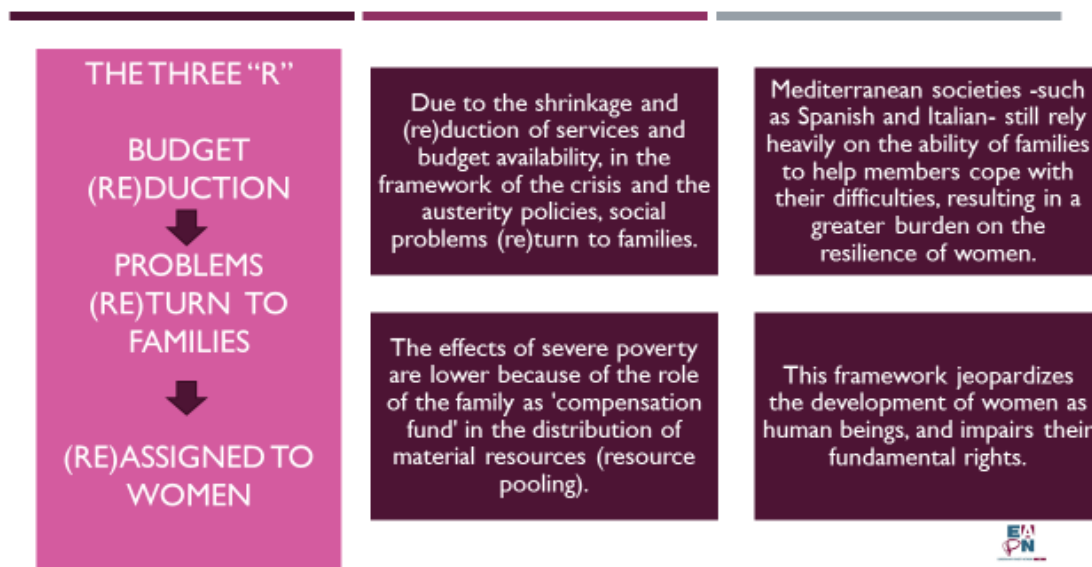 THE THREE “R”
BUDGET
(RE)DUCTION
PROBLEMS
(RE)TURN TO
FAMILIES
(RE)ASSIGNED TO
WOMEN
Due to the shrinkage and
(re)duction of services and
budget availability, in the
framework of the crisis and the
austerity policies, social
problems (re)turn to families.
Mediterranean societies -such
as Spanish and Italian- still rely
heavily on the ability of families
to help members cope with
their difficulties, resulting in a
greater burden on the
resilience of women.
The effects of severe poverty
are lower because of the role
of the family as 'compensation
fund' in the distribution of
material resources (resource
pooling).
This framework jeopardizes
the development of women as
human beings, and impairs their
fundamental rights.
EA
PN